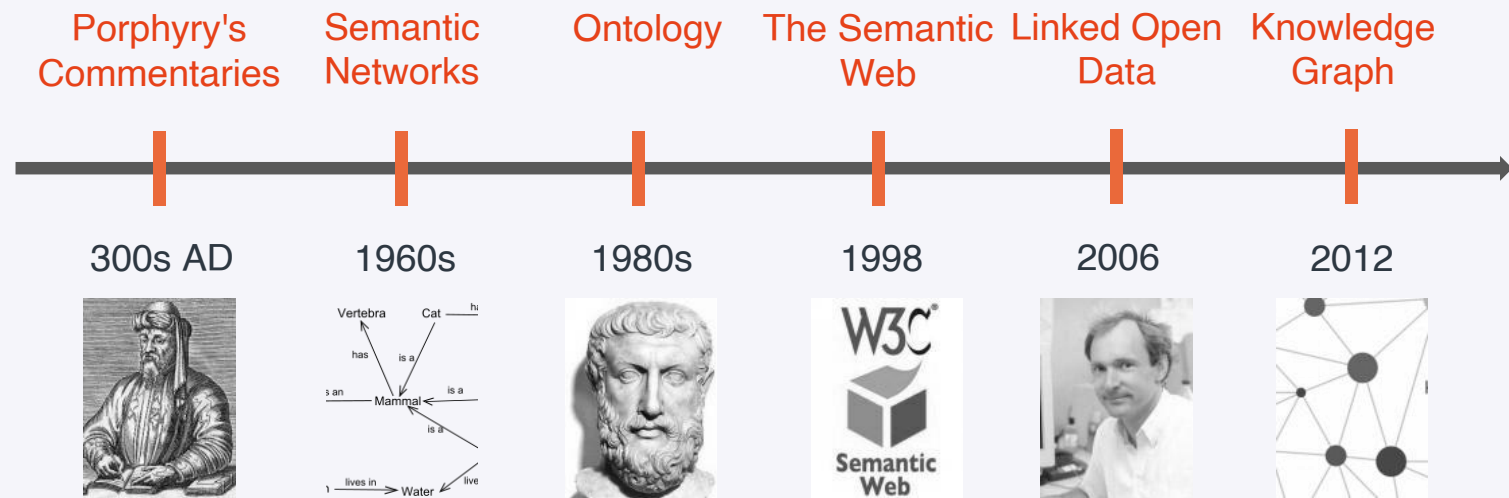 Porphyry's
Commentaries
Semantic
Networks
Ontology
The Semantic
Web
Linked Open
Data
Knowledge
Graph
300s AD
1960s
1980s
1998
2006
2012
Vertebra
Cat
has
is a
is a
Mammal
is a
lives in
Water
W3C®
Semantic
Web